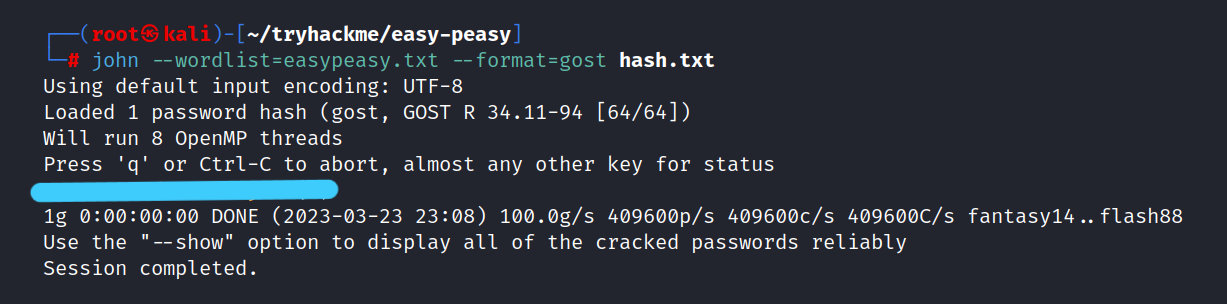 ┌──(root㉿kali)-[~/tryhackme/easy-peasy]
└─# john --wordlist=easypeasy.txt --format=gost hash.txt
Using default input encoding: UTF-8
Loaded 1 password hash (gost, GOST R 34.11-94 [64/64])
Will run 8 OpenMP threads
Press 'q' or Ctrl-C to abort, almost any other key for status
1g 0:00:00:00 DONE (2023-03-23 23:08) 100.0g/s 409600p/s 409600c/s 409600C/s fantasy14..flash88
Use the "--show" option to display all of the cracked passwords reliably
Session completed.